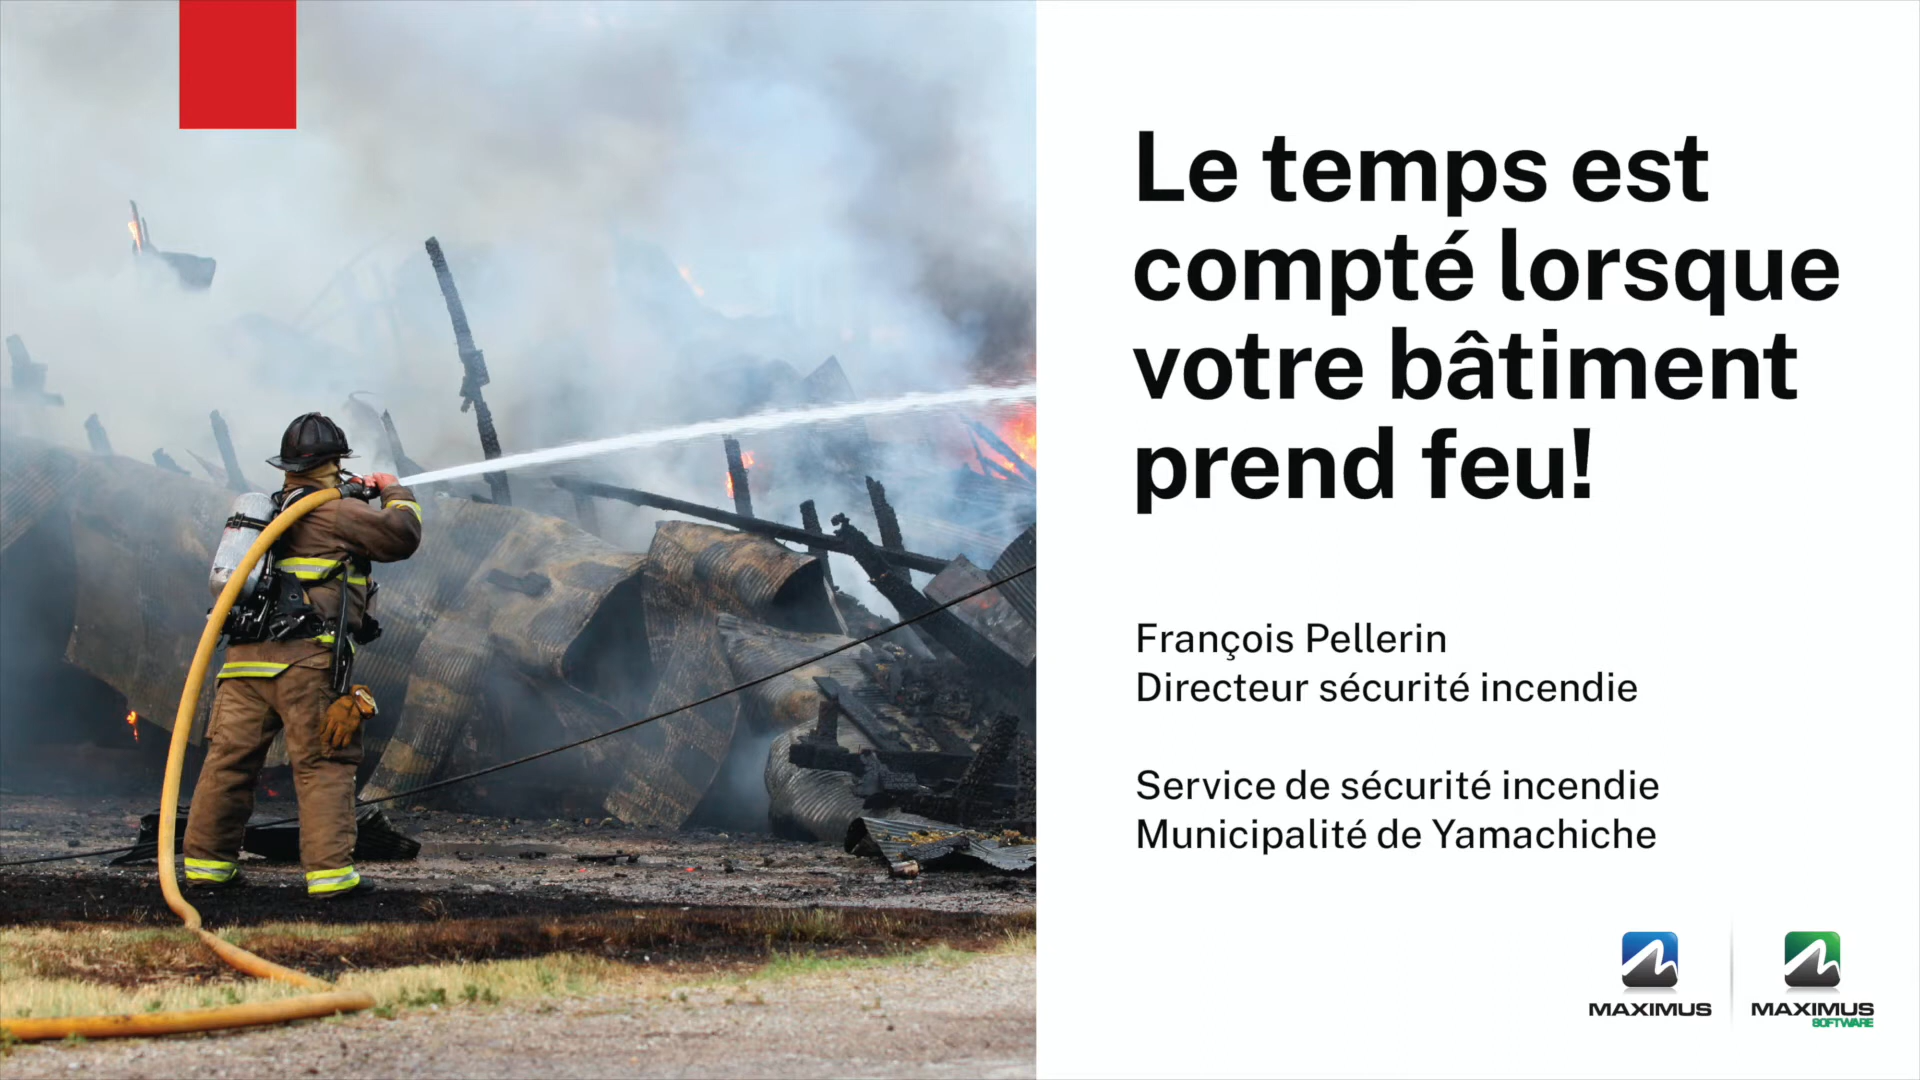 Le temps est
compté lorsque
votre bâtiment
prend feu!
François Pellerin
Directeur sécurité incendie
Service de sécurité incendie
Municipalité de Yamachiche
MAXIMUS
MAXIMUS
SOFTWARE